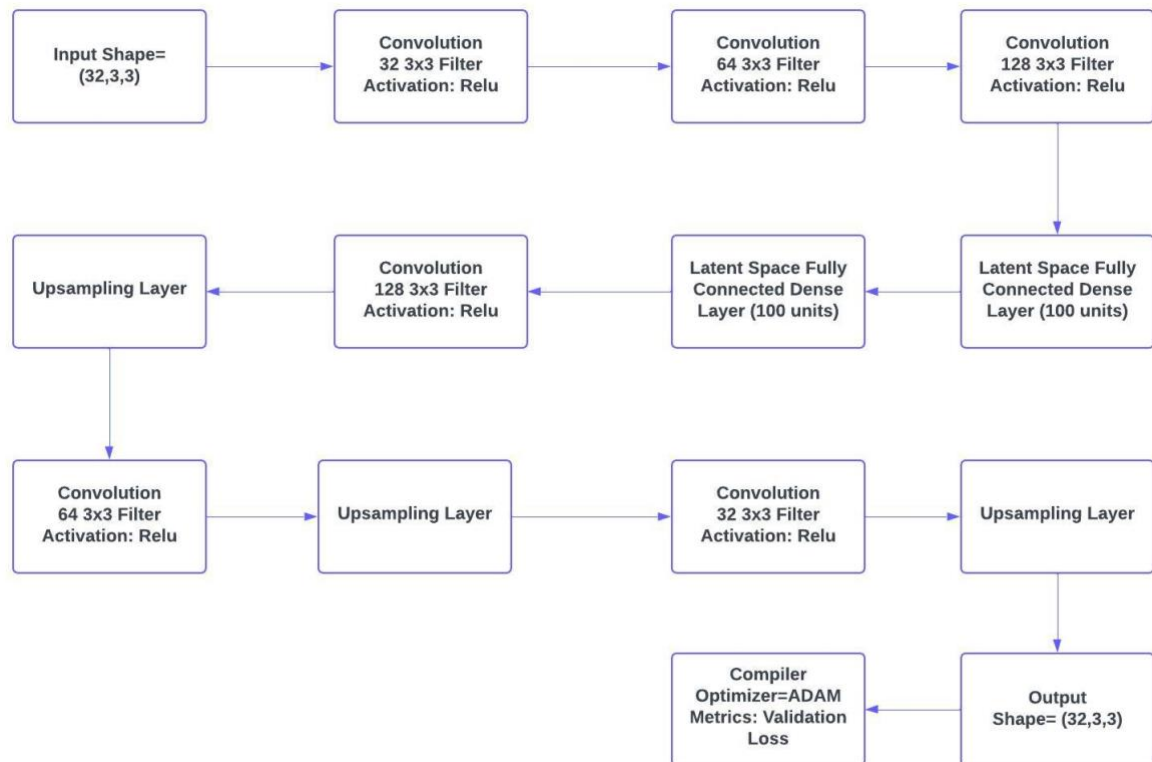 Input Shape=
(32,3,3)
Convolution
32 3x3 Filter
Activation: Relu
Convolution
64 3x3 Filter
Activation: Relu
Convolution
128 3x3 Filter
Activation: Relu
Latent Space Fully
Connected Dense
Layer (100 units)
Latent Space Fully
Connected Dense
Layer (100 units)
Convolution
128 3x3 Filter
Activation: Relu
Upsampling Layer
Convolution
64 3x3 Filter
Activation: Relu
Upsampling Layer
Convolution
32 3x3 Filter
Activation: Relu
Upsampling Layer
Output
Shape= (32,3,3)
Compiler
Optimizer=ADAM
Metrics: Validation
Loss